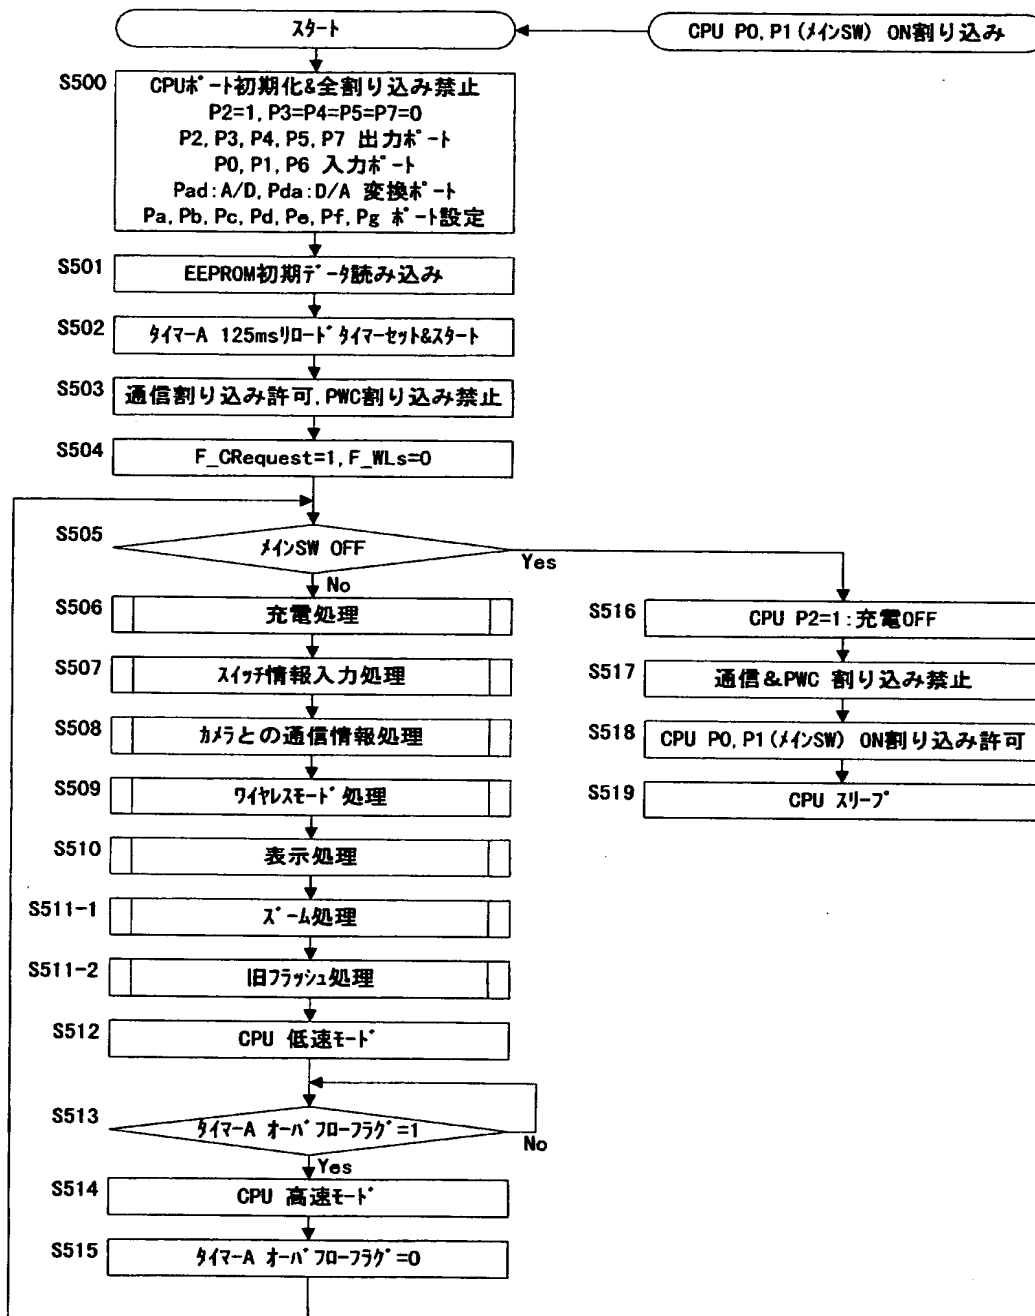 スタート
CPU P0,P1(ﾒｲﾝSW) ON割り込み
S500
CPUﾎﾟｰﾄ初期化&全割り込み禁止
P2=1,P3=P4=P5=P7=0
P2,P3,P4,P5,P7 出力ﾎﾟｰﾄ
P0,P1,P6 入力ﾎﾟｰﾄ
Pad:A/D,Pda:D/A 変換ﾎﾟｰﾄ
Pa,Pb,Pc,Pd,Pe,Pf,Pg ﾎﾟｰﾄ設定
S501
EEPROM初期ﾃﾞｰﾀ読み込み
S502
ﾀｲﾏｰA 125msﾘﾛｰﾄﾞﾀｲﾏｰｾｯﾄ&ｽﾀｰﾄ
S503
通信割り込み許可,PWC割り込み禁止
S504
F_CRequest=1,F_WLs=0
S505
ﾒｲﾝSW OFF
Yes
No
S506
充電処理
S507
ｽｲｯﾁ情報入力処理
S508
ｶﾒﾗとの通信情報処理
S509
ﾜｲﾔﾚｽﾓｰﾄﾞ処理
S510
表示処理
S511-1
ｽﾞｰﾑ処理
S511-2
旧ﾌﾗｯｼｭ処理
S512
CPU 低速ﾓｰﾄﾞ
S513
ﾀｲﾏｰA ｵｰﾊﾞﾌﾛｰﾌﾗｸﾞ=1
No
Yes
S514
CPU 高速ﾓｰﾄﾞ
S515
ﾀｲﾏｰA ｵｰﾊﾞﾌﾛｰﾌﾗｸﾞ=0
S516
CPU P2=1:充電OFF
S517
通信&PWC 割り込み禁止
S518
CPU P0,P1(ﾒｲﾝSW) ON割り込み許可
S519
CPU ｽﾘｰﾌﾟ